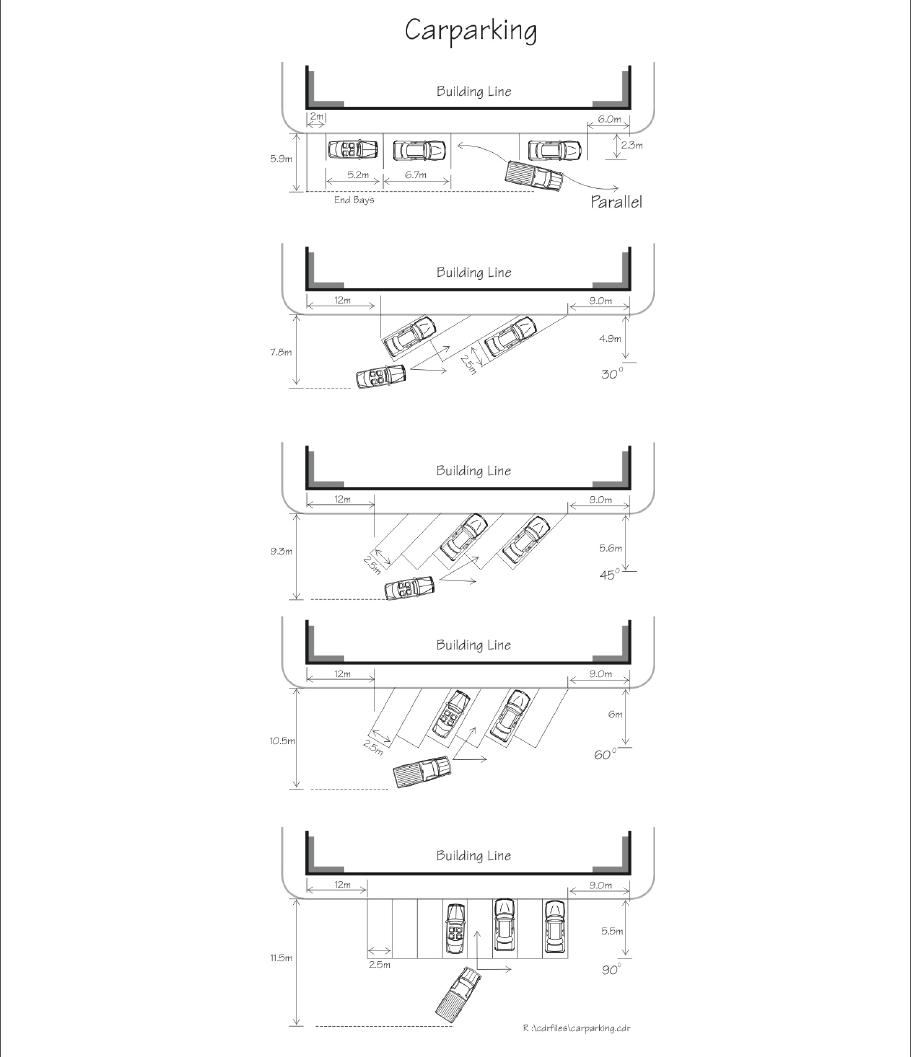 Carparking
Building Line
2m
6.0m
2.3m
5.9m
5.2m
6.7m
End Bays
Parallel
Building Line
12m
9.0m
7.8m
4.9m
2.5m
30°
Building Line
12m
9.0m
9.3m
5.6m
2.5m
45°
Building Line
12m
9.0m
10.5m
6m
2.5m
60°
Building Line
12m
9.0m
5.5m
11.5m
2.5m
90°
R :\cdrfiles\carparking.cdr